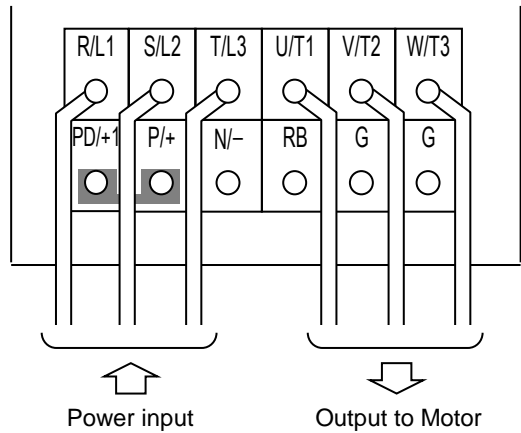 R/L1 S/L2 T/L3 U/T1 V/T2 W/T3
PD/+1 P/+ N/− RB G G
Power input Output to Motor